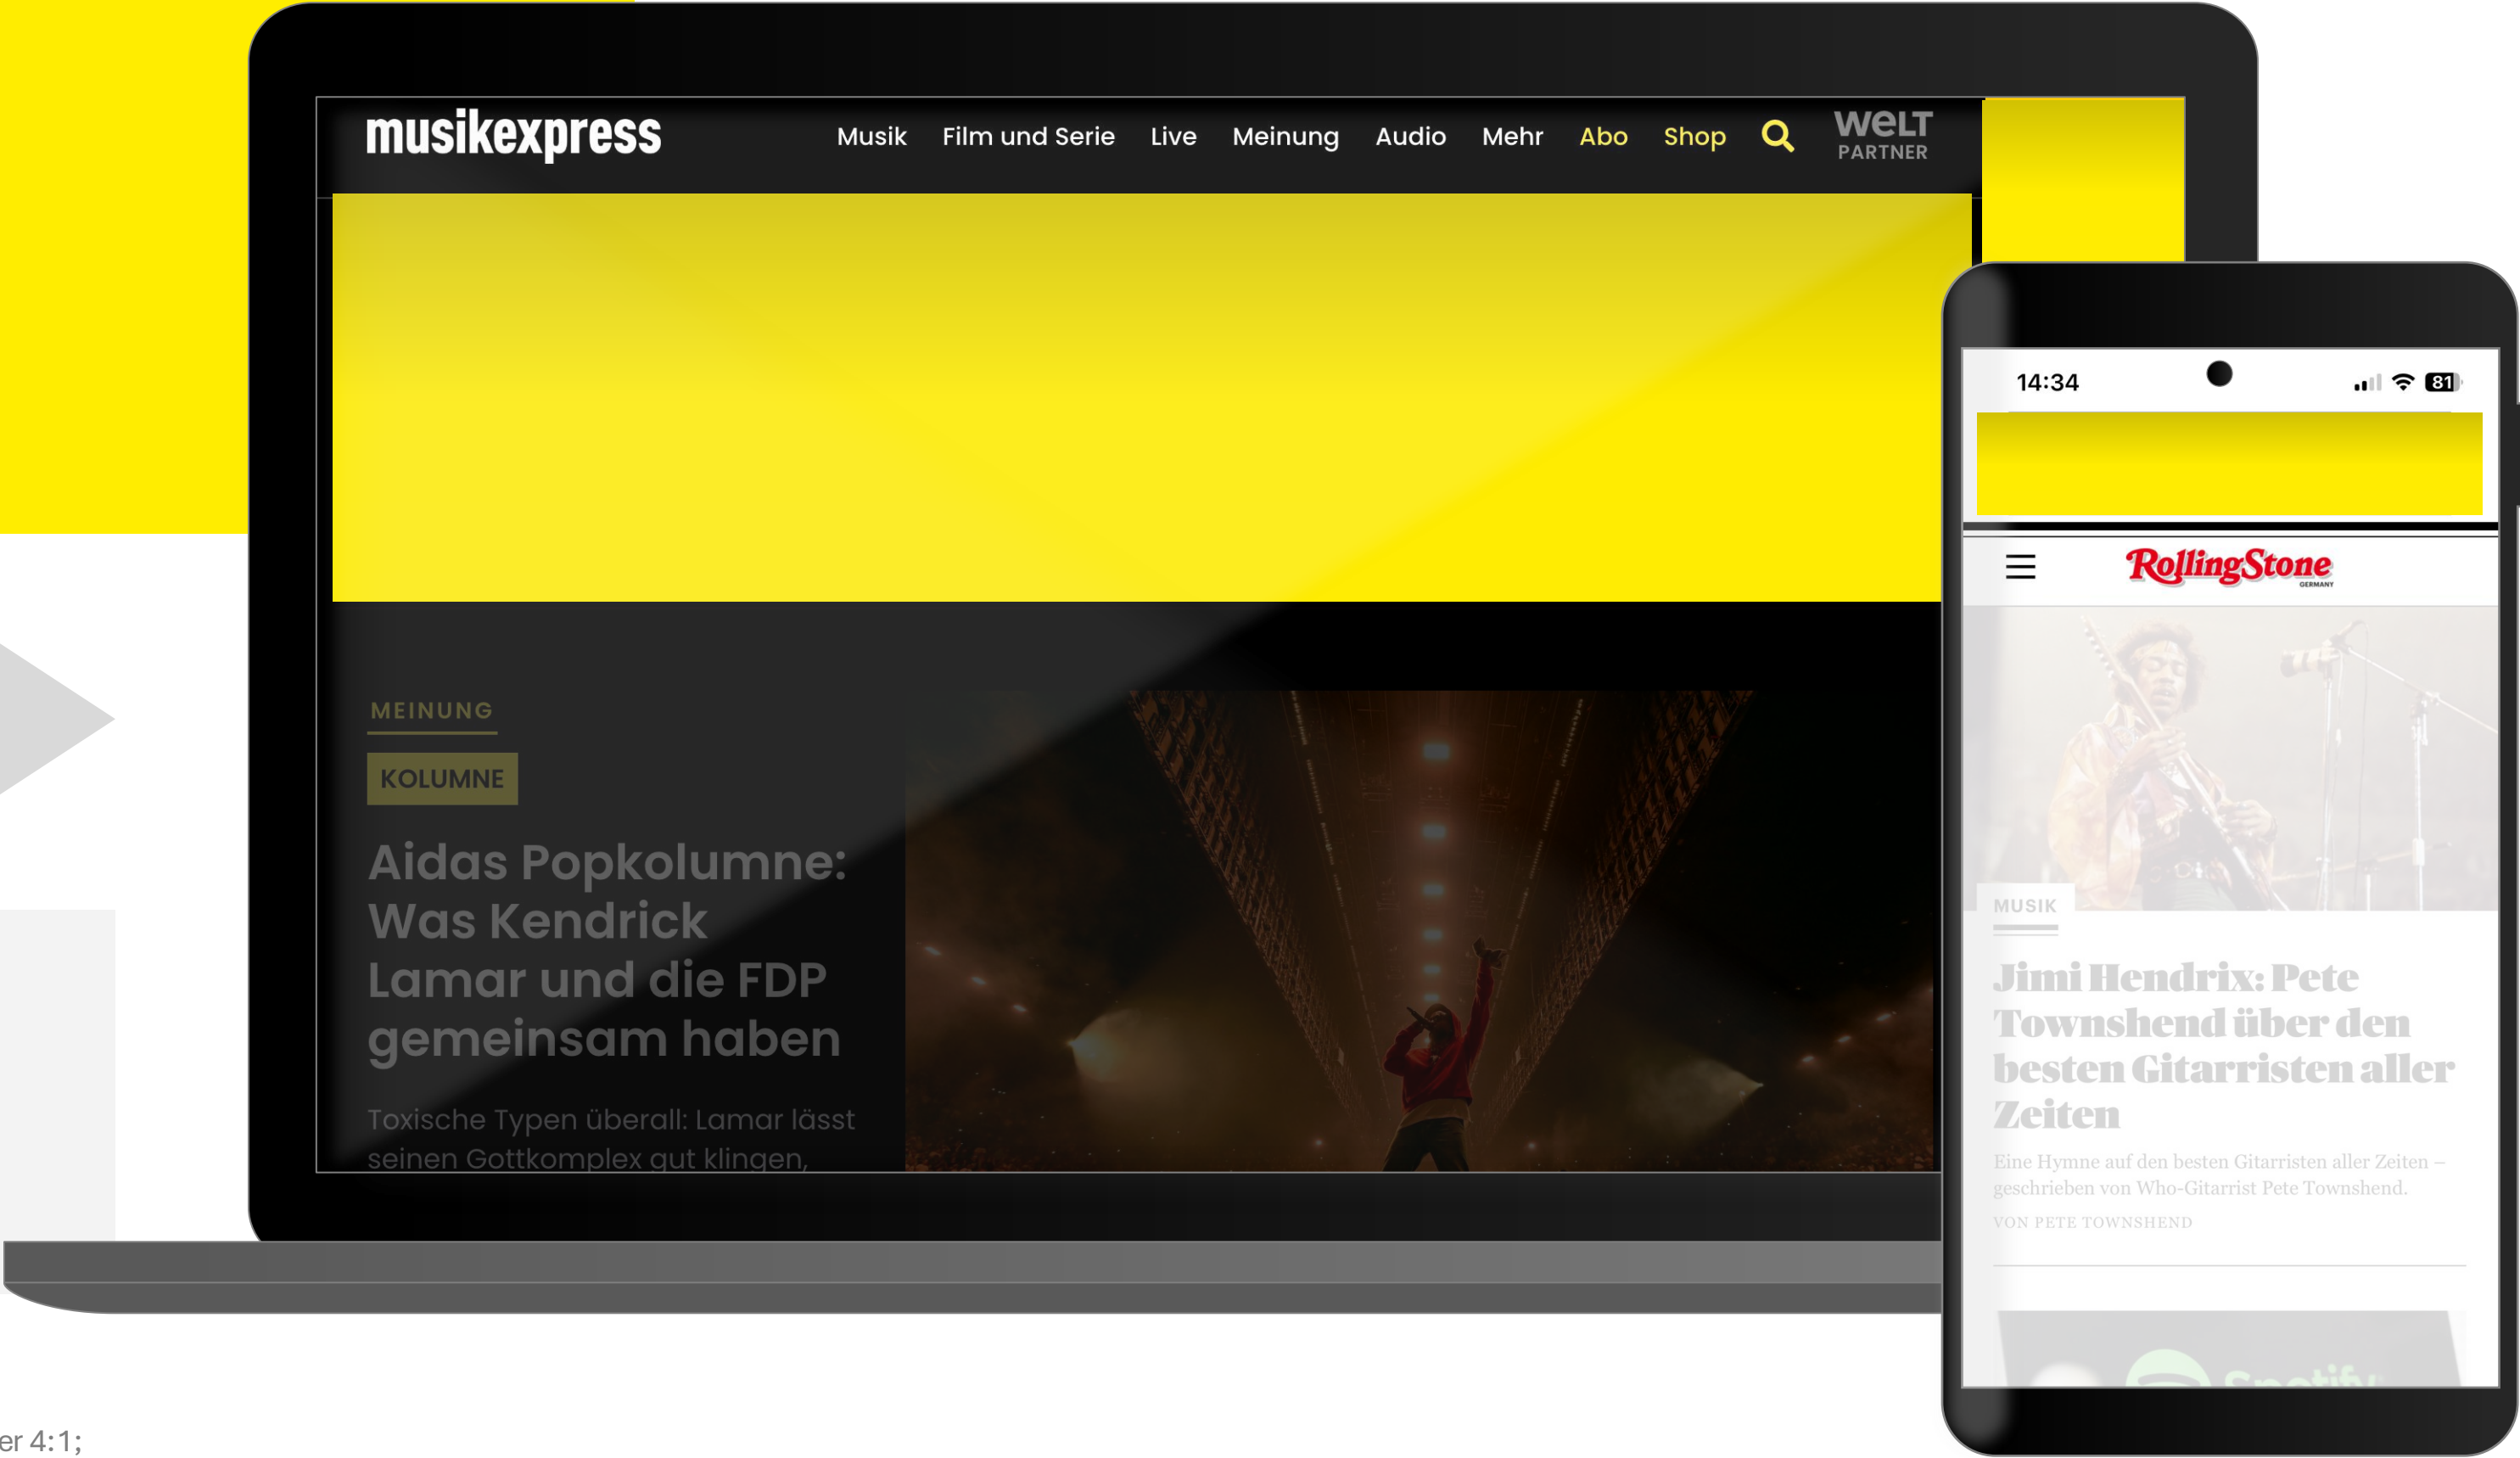 musikexpress
Musik Film und Serie Live Meinung Audio Mehr Abo Shop
WELT
PARTNER
MEINUNG
KOLUMNE
Aidas Popkolumne:
Was Kendrick
Lamar und die FDP
gemeinsam haben
Toxische Typen überall: Lamar lässt
seinen Gottkomplex gut klingen,
14:34
81
RollingStone
GERMANY
MUSIK
Jimi Hendrix: Pete
Townshend über den
besten Gitarristen aller
Zeiten
Eine Hymne auf den besten Gitarristen aller Zeiten –
geschrieben von Who-Gitarrist Pete Townshend.
VON PETE TOWNSHEND
Spotify
er 4:1;